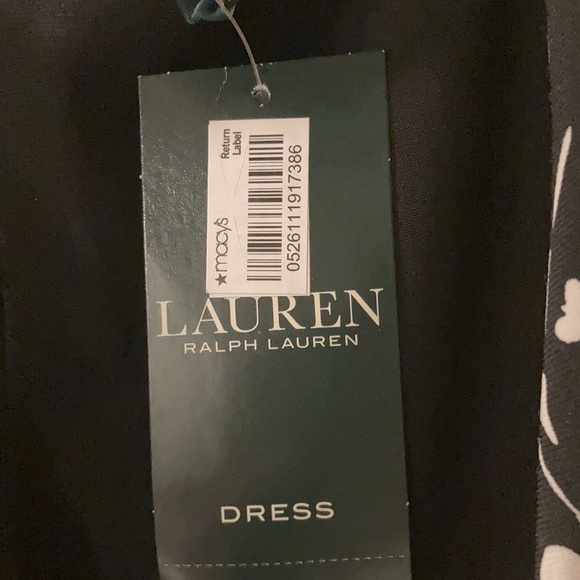 ★macy's
Return
Label
0526111917386
LAUREN
RALPH LAUREN
DRESS